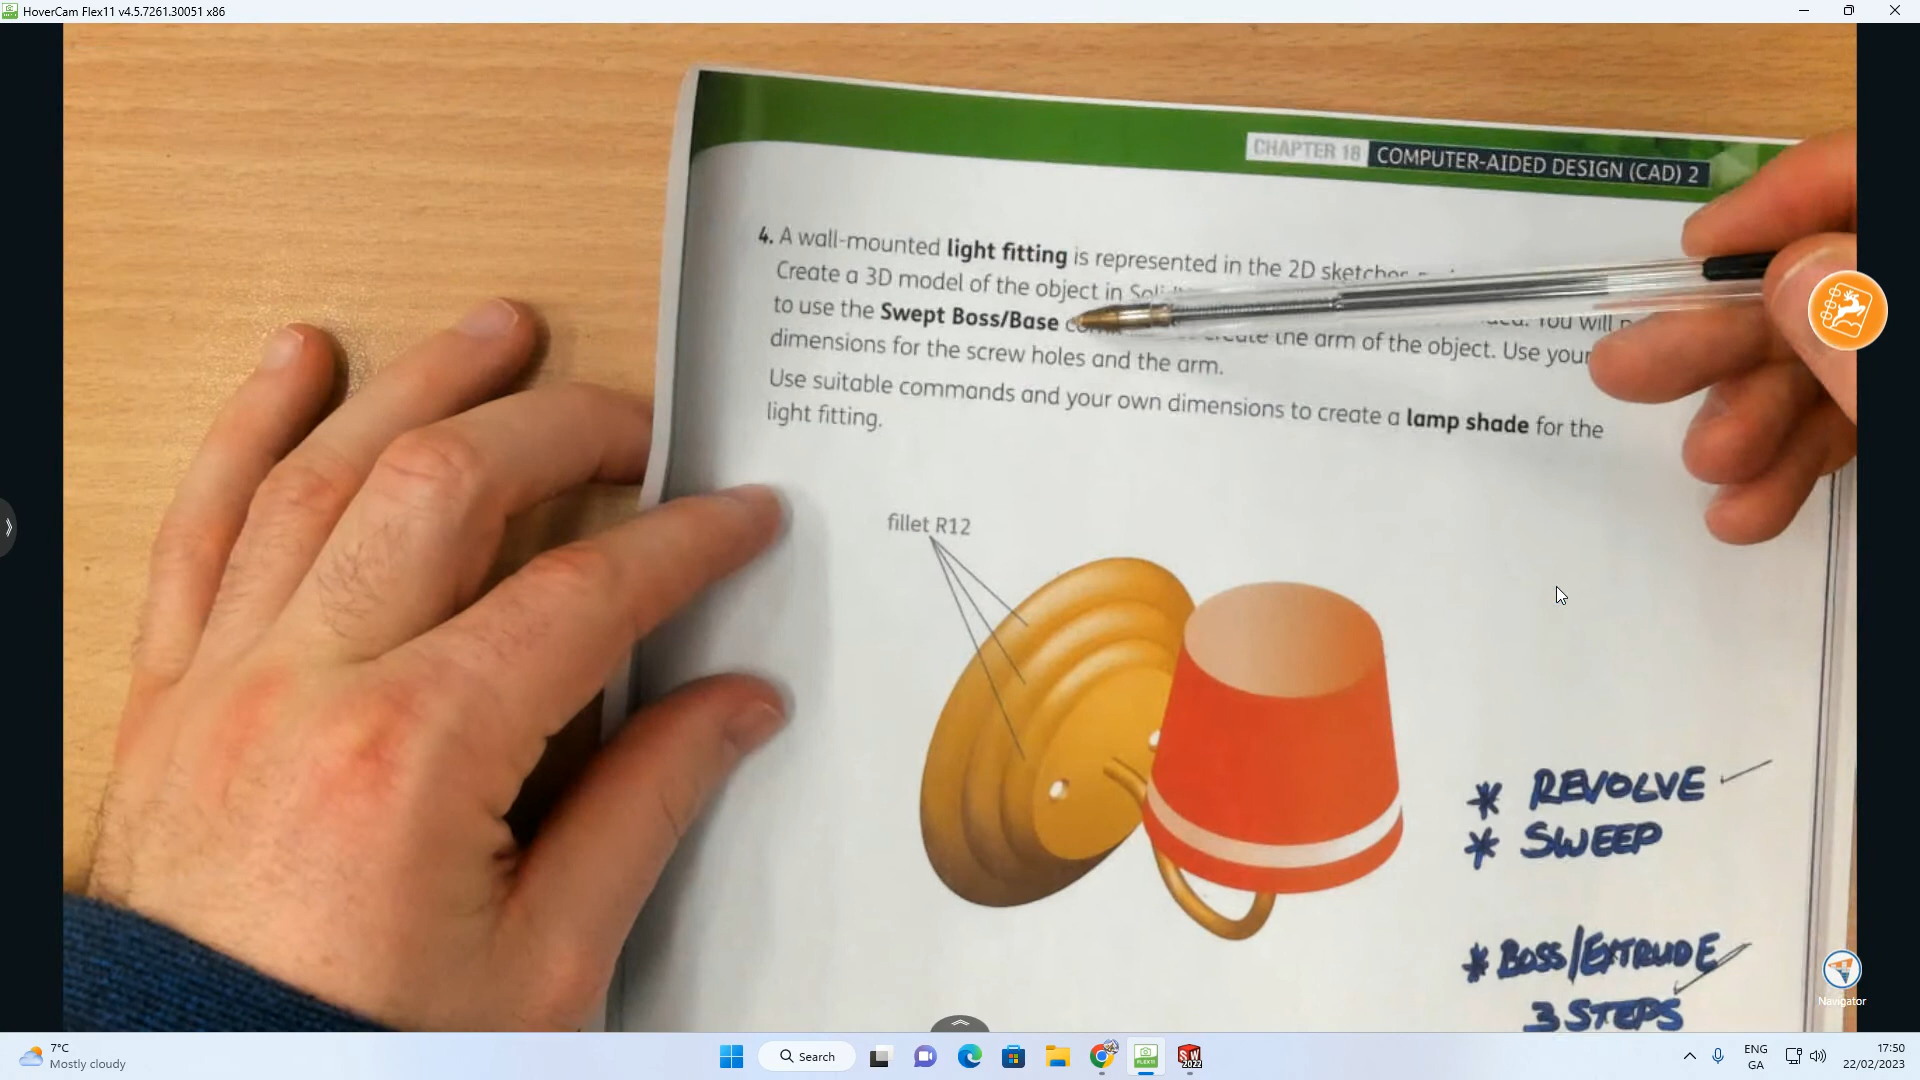 HoverCam Flex11 v4.5.7261.30051 x86
CHAPTER 18 COMPUTER-AIDED DESIGN (CAD) 2
4. A wall-mounted light fitting is represented in the 2D
Create a 3D model of the object in
to use the Swept Boss/Base create the arm of the object. Use your
dimensions for the screw holes and the arm.
Use suitable commands and your own dimensions to create a lamp shade for the
light fitting.
fillet R12
* REVOLVE
* SWEEP
* BOSS/EXTRUDE
3 STEPS
Navigator
7°C
Mostly cloudy
Search
SW
2022
ENG
GA
17:50
22/02/2023